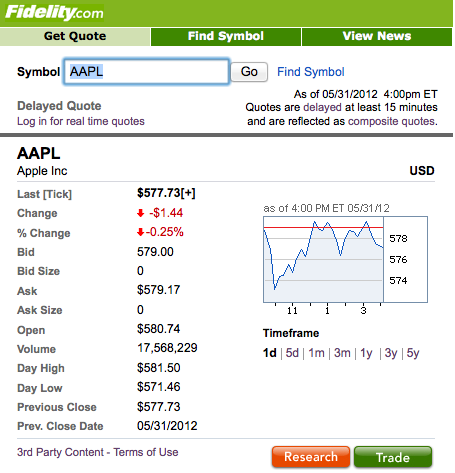 Fidelity.com
Get Quote Find Symbol View News
Symbol AAPL Go Find Symbol
As of 05/31/2012 4:00pm ET
Delayed Quote Quotes are delayed at least 15 minutes
Log in for real time quotes and are reflected as composite quotes.
AAPL
Apple Inc USD
Last [Tick] $577.73[+]
Change -$1.44
% Change -0.25%
Bid 579.00
Bid Size 0
Ask $579.17
Ask Size 0
Open $580.74
Volume 17,568,229
Day High $581.50
Day Low $571.46
Previous Close $577.73
Prev. Close Date 05/31/2012
as of 4:00 PM ET 05/31/12
578
576
574
11 1 3
Timeframe
1d | 5d | 1m | 3m | 1y | 3y | 5y
3rd Party Content - Terms of Use
Research Trade